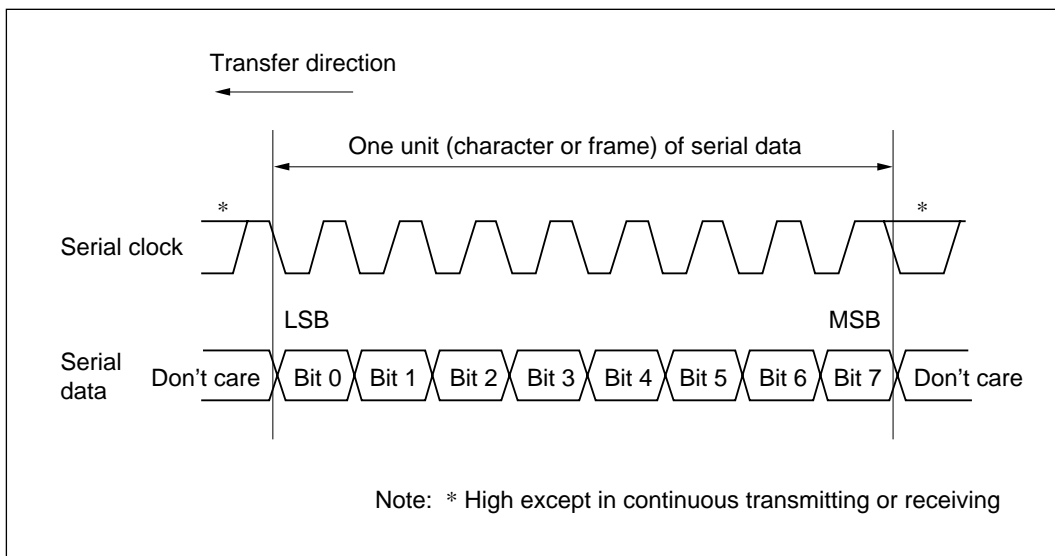 Transfer direction
One unit (character or frame) of serial data
*
*
Serial clock
LSB
MSB
Serial data
Don't care
Bit 0
Bit 1
Bit 2
Bit 3
Bit 4
Bit 5
Bit 6
Bit 7
Don't care
Note: * High except in continuous transmitting or receiving